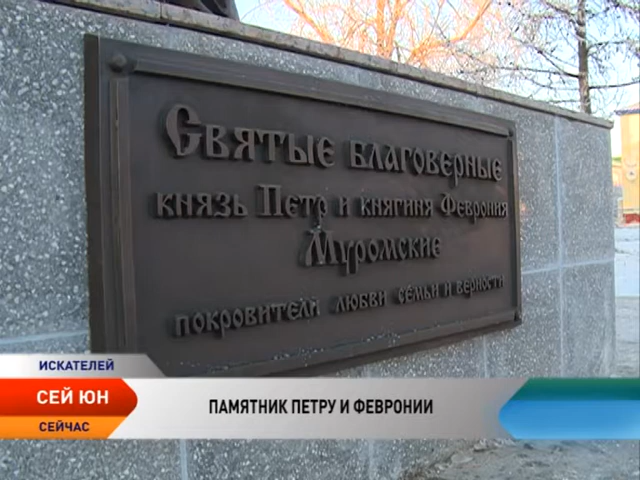 Святые благоверные
князь Петр и княгиня Феврония
Муромские
покровители любви семьи и верности
ИСКАТЕЛЕЙ
СЕЙ ЮН
СЕЙЧАС
ПАМЯТНИК ПЕТРУ И ФЕВРОНИИ